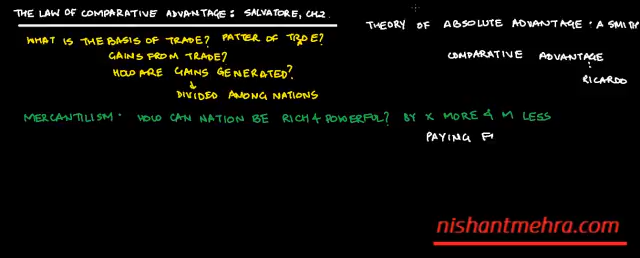 THE LAW OF COMPARATIVE ADVANTAGE: SALVATORE, CH2
THEORY OF ABSOLUTE ADVANTAGE: A SMITH
WHAT IS THE BASIS OF TRADE? PATTER OF TRDE?
GAINS FROM TRADE?
HOW ARE GAINS GENERATED?
DIVIDED AMONG NATIONS
COMPARATIVE ADVANTAGE:
RICARDO
MERCANTILISM: HOW CAN NATION BE RICH & POWERFUL? BY X MORE & M LESS
PAYING F
nishantmehra.com